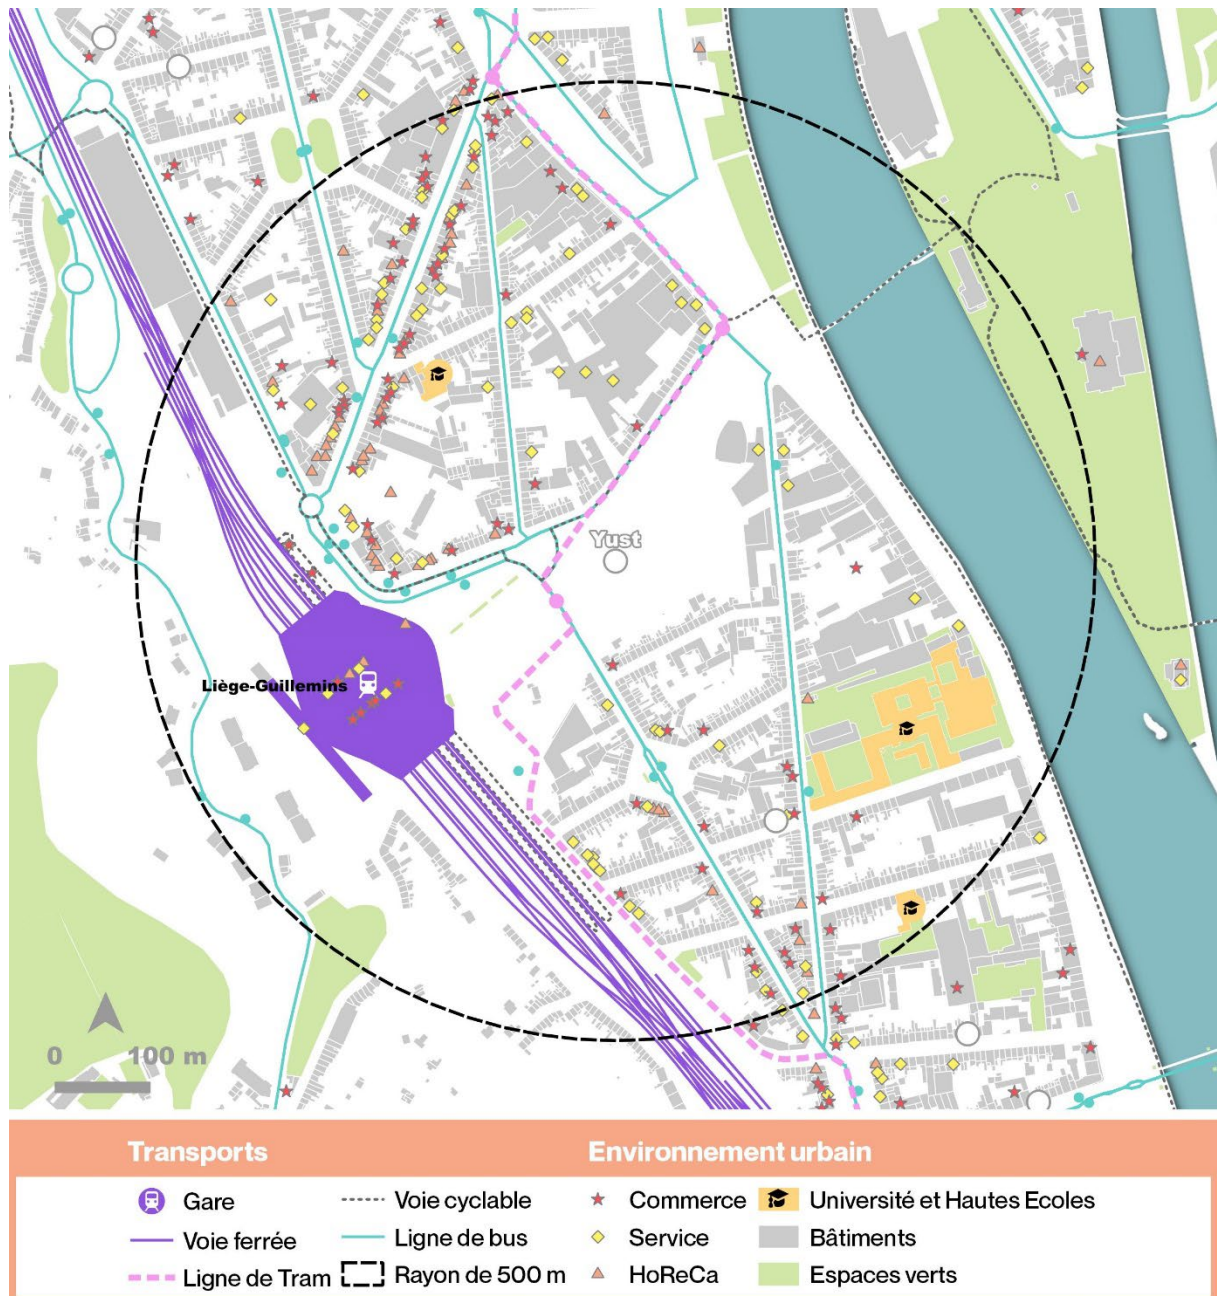 Yust
Liège-Guillemins
0 100 m
Transports Environnement urbain
Gare Voie cyclable Commerce Université et Hautes Ecoles
Voie ferrée Ligne de bus Service Bâtiments
Ligne de Tram Rayon de 500 m HoReCa Espaces verts